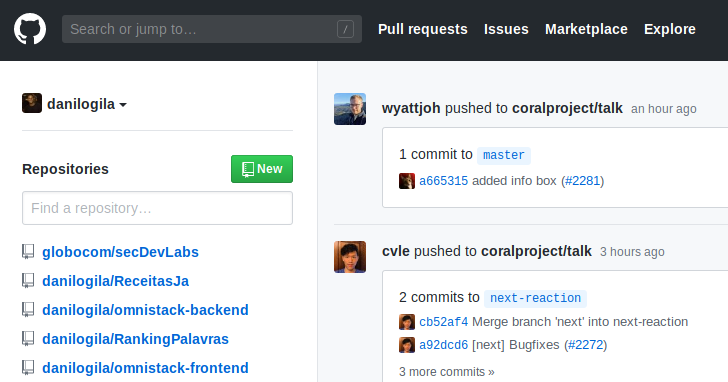 Search or jump to… /
Pull requests Issues Marketplace Explore
danilogila
Repositories
New
Find a repository…
globocom/secDevLabs
danilogila/ReceitasJa
danilogila/omnistack-backend
danilogila/RankingPalavras
danilogila/omnistack-frontend
wyattjoh pushed to coralproject/talk an hour ago
1 commit to master
a665315 added info box (#2281)
cvle pushed to coralproject/talk 3 hours ago
2 commits to next-reaction
cb52af4 Merge branch 'next' into next-reaction
a92dcd6 [next] Bugfixes (#2272)
3 more commits »